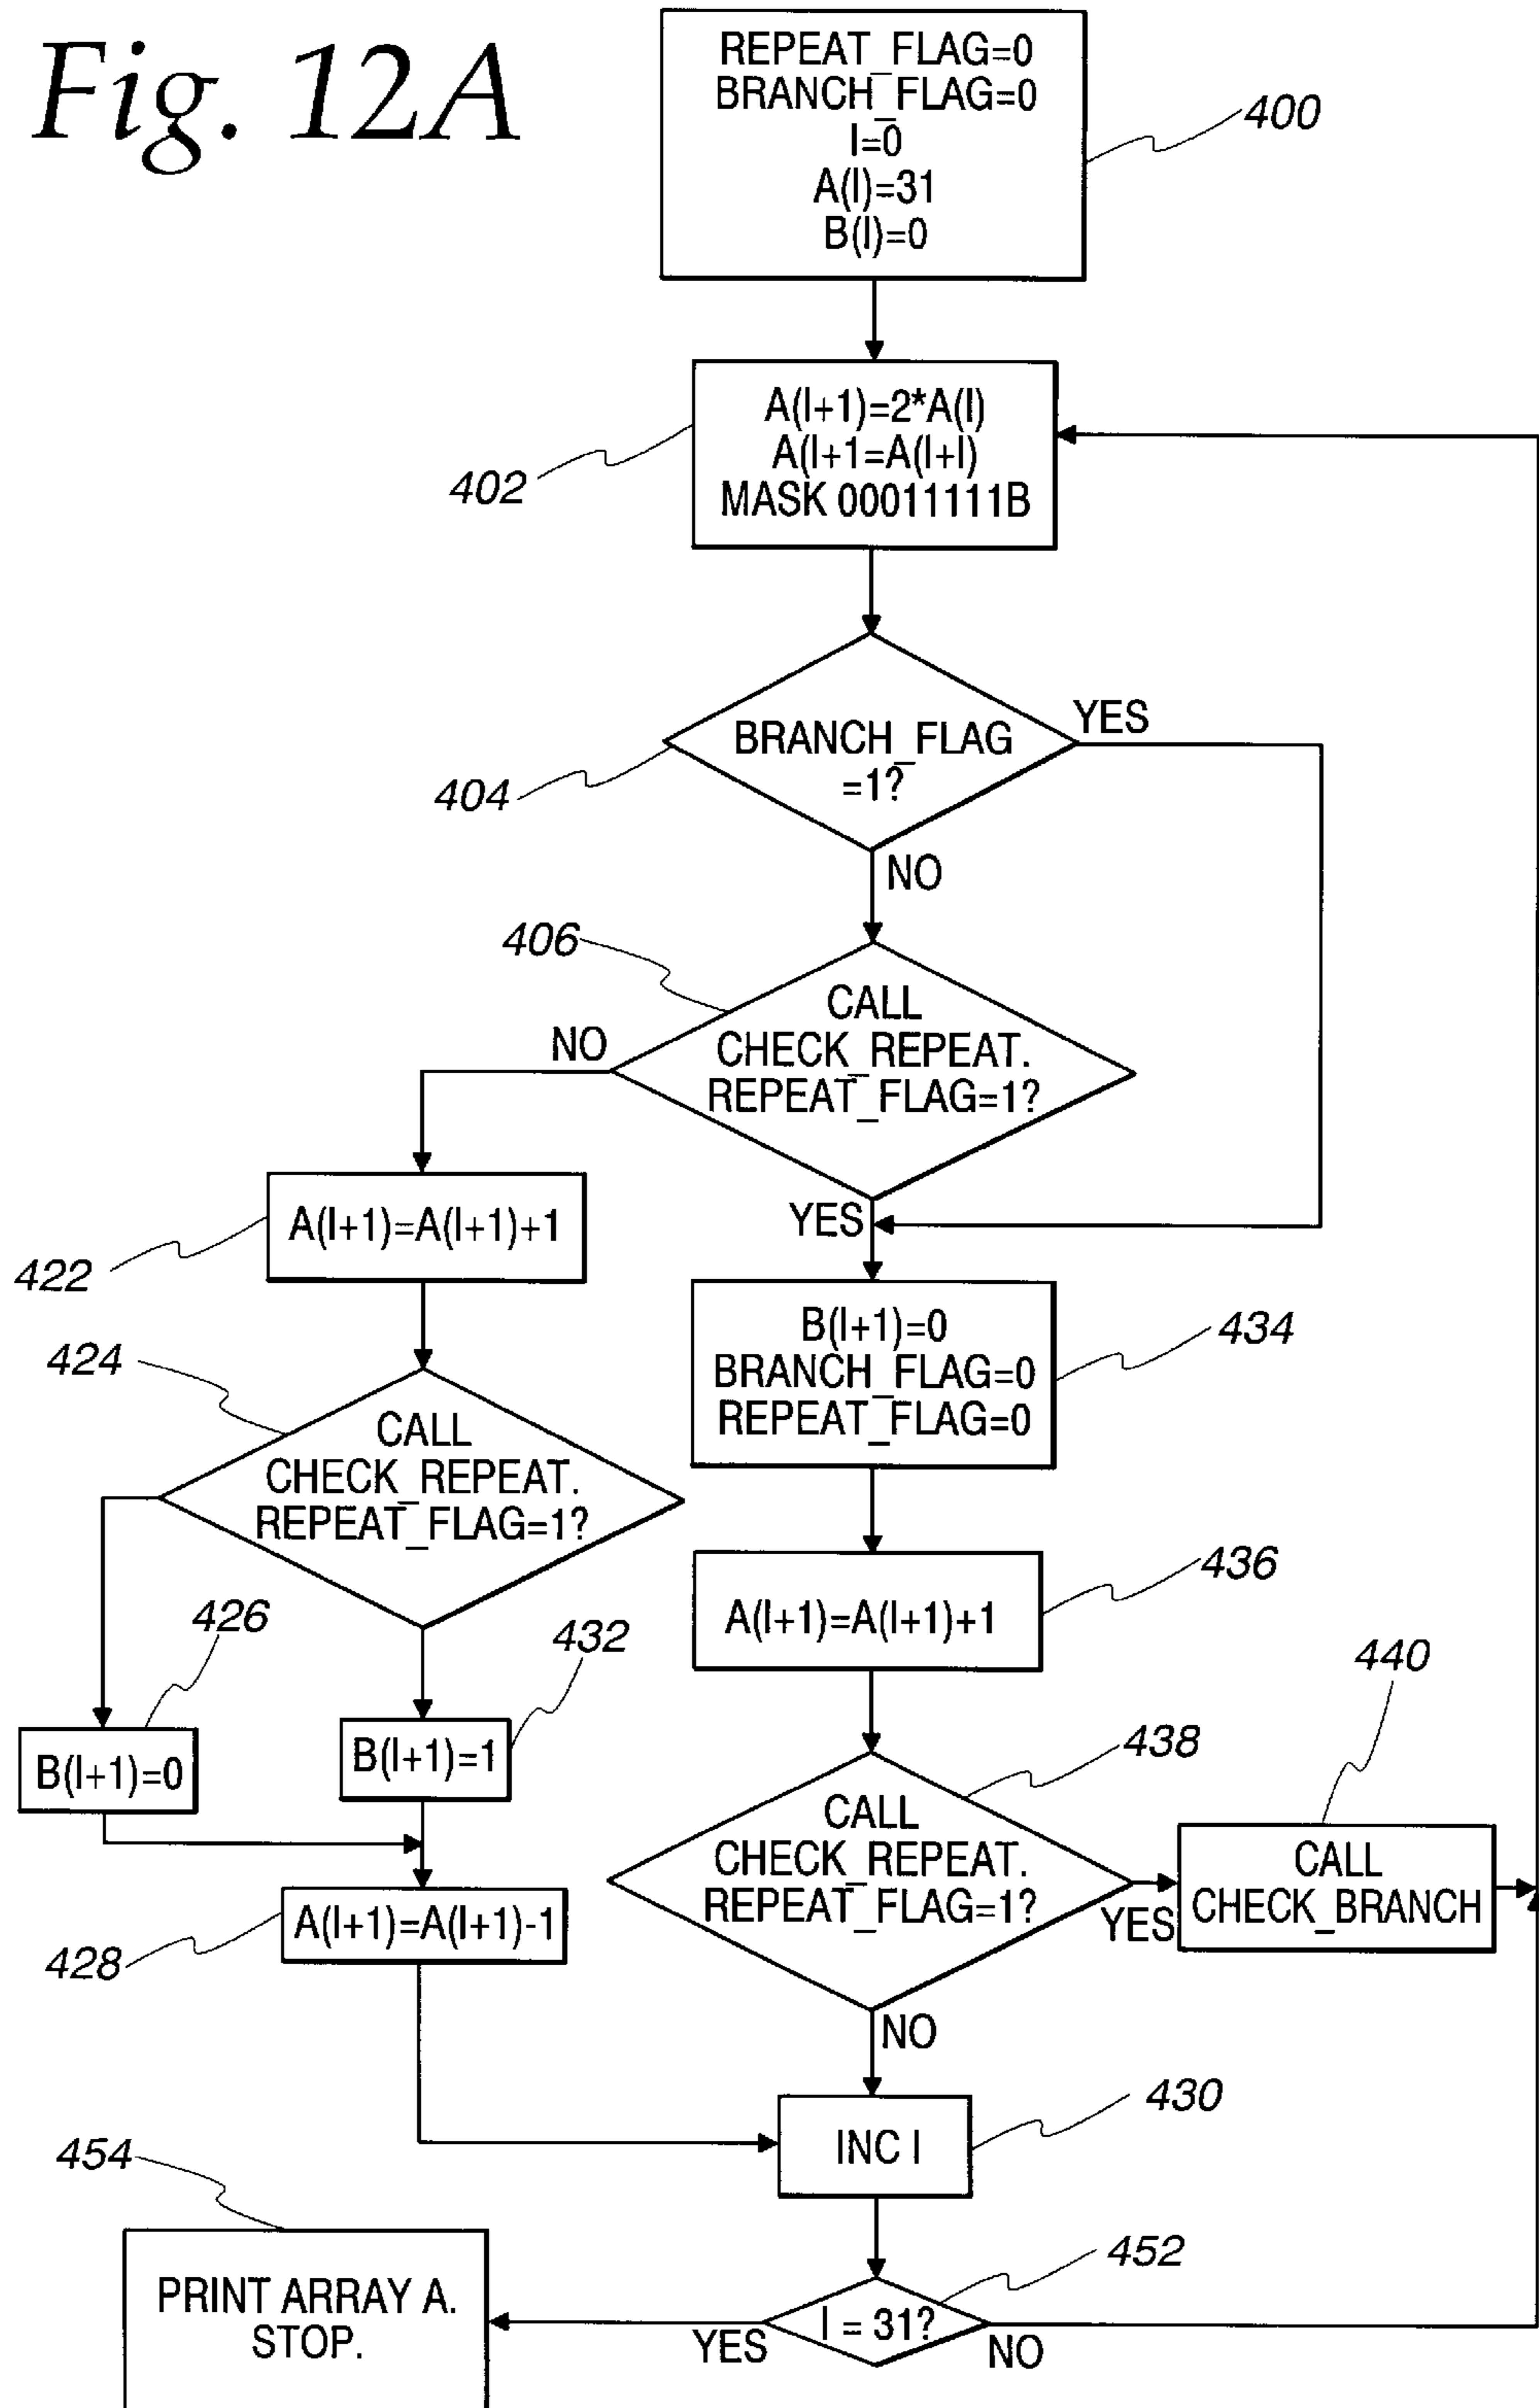 Fig. 12A
REPEAT_FLAG=0
BRANCH_FLAG=0
I=0
A(I)=31
B(I)=0
400
A(I+1)=2*A(I)
A(I+1=A(I+I)
MASK 00011111B
402
BRANCH_FLAG
=1?
YES
404
NO
406
CALL
CHECK_REPEAT.
REPEAT_FLAG=1?
NO
YES
A(I+1)=A(I+1)+1
422
B(I+1)=0
BRANCH_FLAG=0
REPEAT_FLAG=0
434
424
CALL
CHECK_REPEAT.
REPEAT_FLAG=1?
A(I+1)=A(I+1)+1
436
426
432
B(I+1)=0
B(I+1)=1
440
438
CALL
CHECK_REPEAT.
REPEAT_FLAG=1?
YES
CALL
CHECK_BRANCH
A(I+1)=A(I+1)-1
428
NO
INC I
430
454
PRINT ARRAY A.
STOP.
452
I = 31?
YES
NO